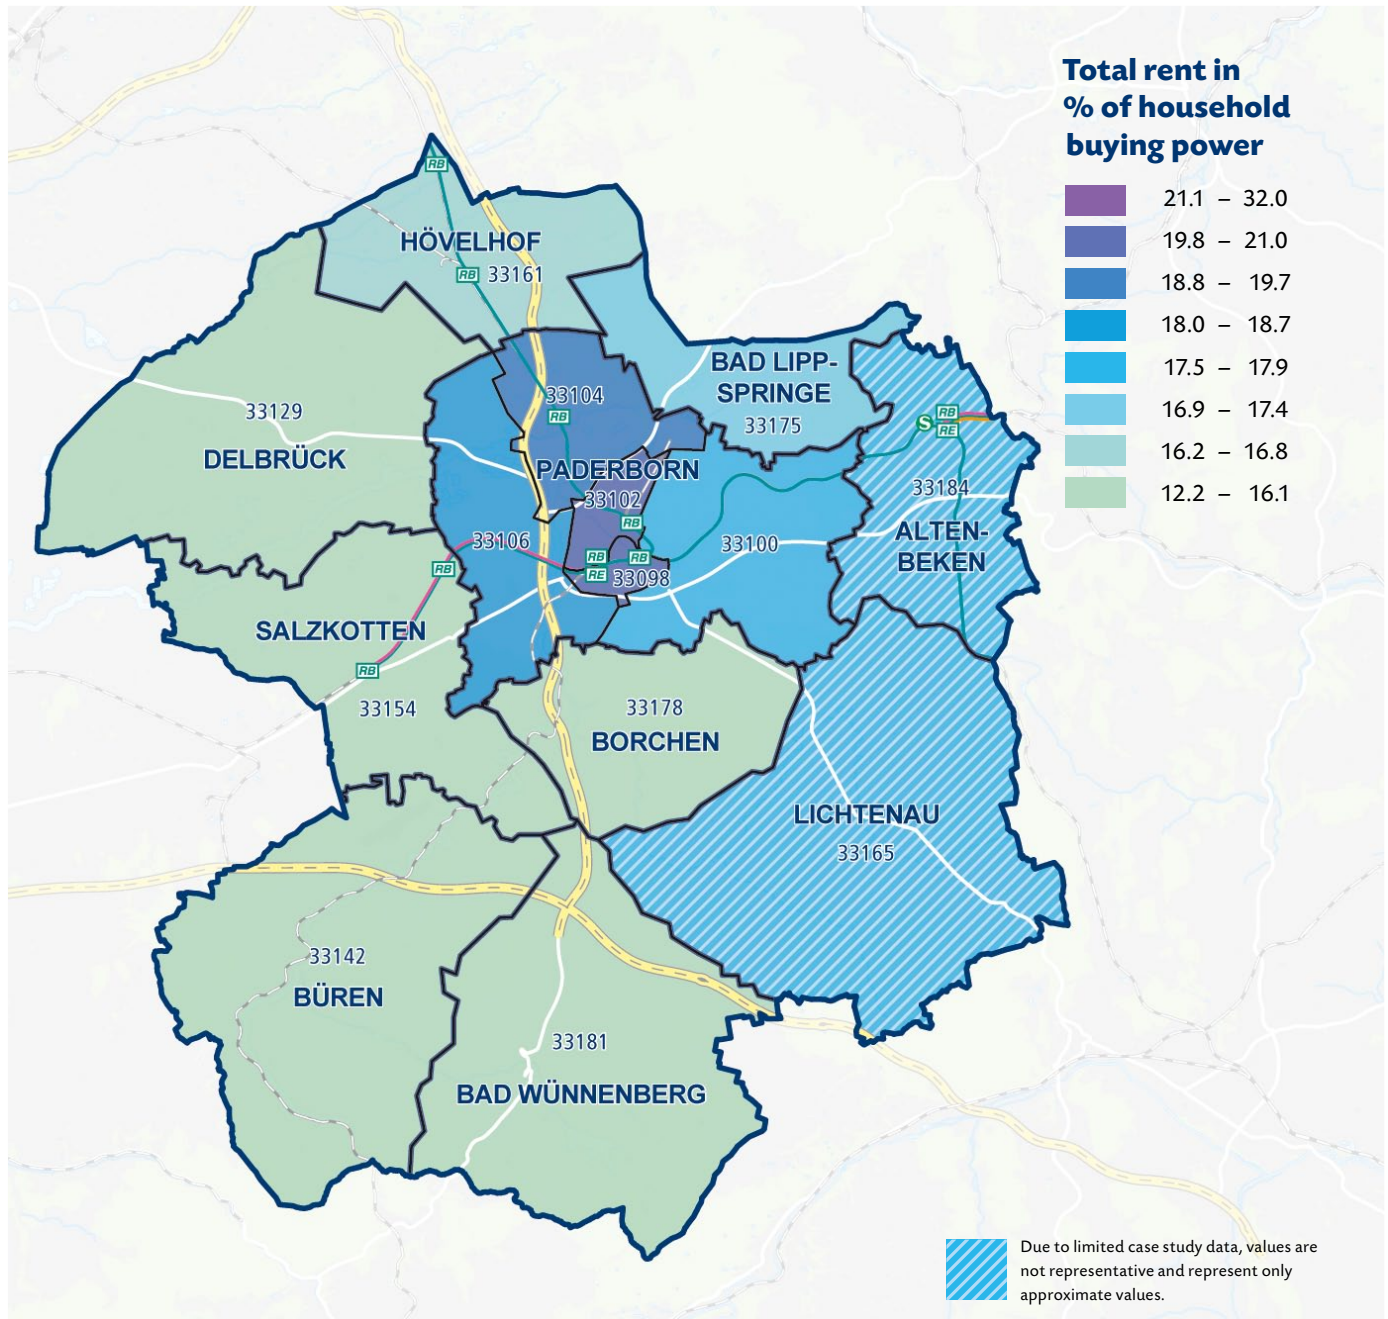 Total rent in
% of household
buying power
21.1 – 32.0
19.8 – 21.0
18.8 – 19.7
18.0 – 18.7
17.5 – 17.9
16.9 – 17.4
16.2 – 16.8
12.2 – 16.1
RB
HÖVELHOF
RB 33161
BAD LIPP-
SPRINGE
33175
33104
RB
33129
DELBRÜCK
RB
S
RE
PADERBORN
33102
33184
RB
ALTEN-
BEKEN
33106
33100
RB
RB
RB
RE
33098
SALZKOTTEN
RB
33154
33178
BORCHEN
LICHTENAU
33165
33142
BÜREN
33181
BAD WÜNNENBERG
Due to limited case study data, values are
not representative and represent only
approximate values.